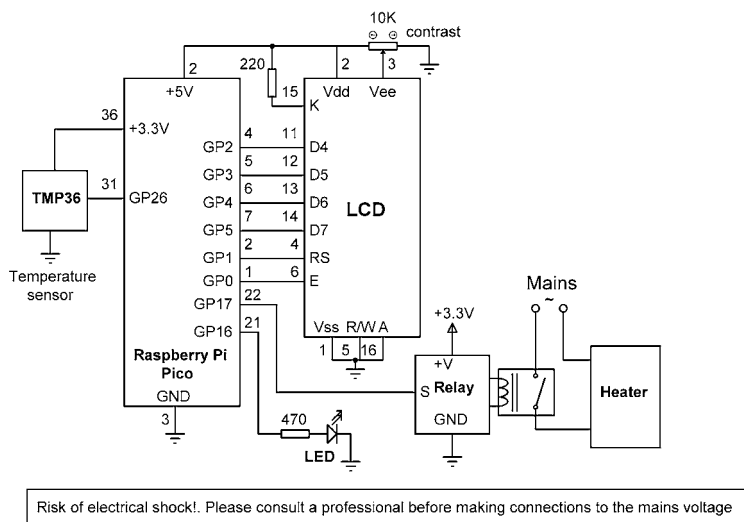 10K
contrast
220
2
+5V
15
K
2
Vdd
3
Vee
36
+3.3V
31
GP26
TMP36
Temperature
sensor
GP2
4
11
D4
GP3
5
12
D5
GP4
6
13
D6
GP5
7
14
D7
GP1
2
4
RS
GP0
1
6
E
GP17
22
GP16
21
LCD
Vss R/W A
1
5
16
Raspberry Pi
Pico
GND
3
470
LED
Mains
~
+3.3V
+V
S
Relay
GND
Heater
Risk of electrical shock!. Please consult a professional before making connections to the mains voltage